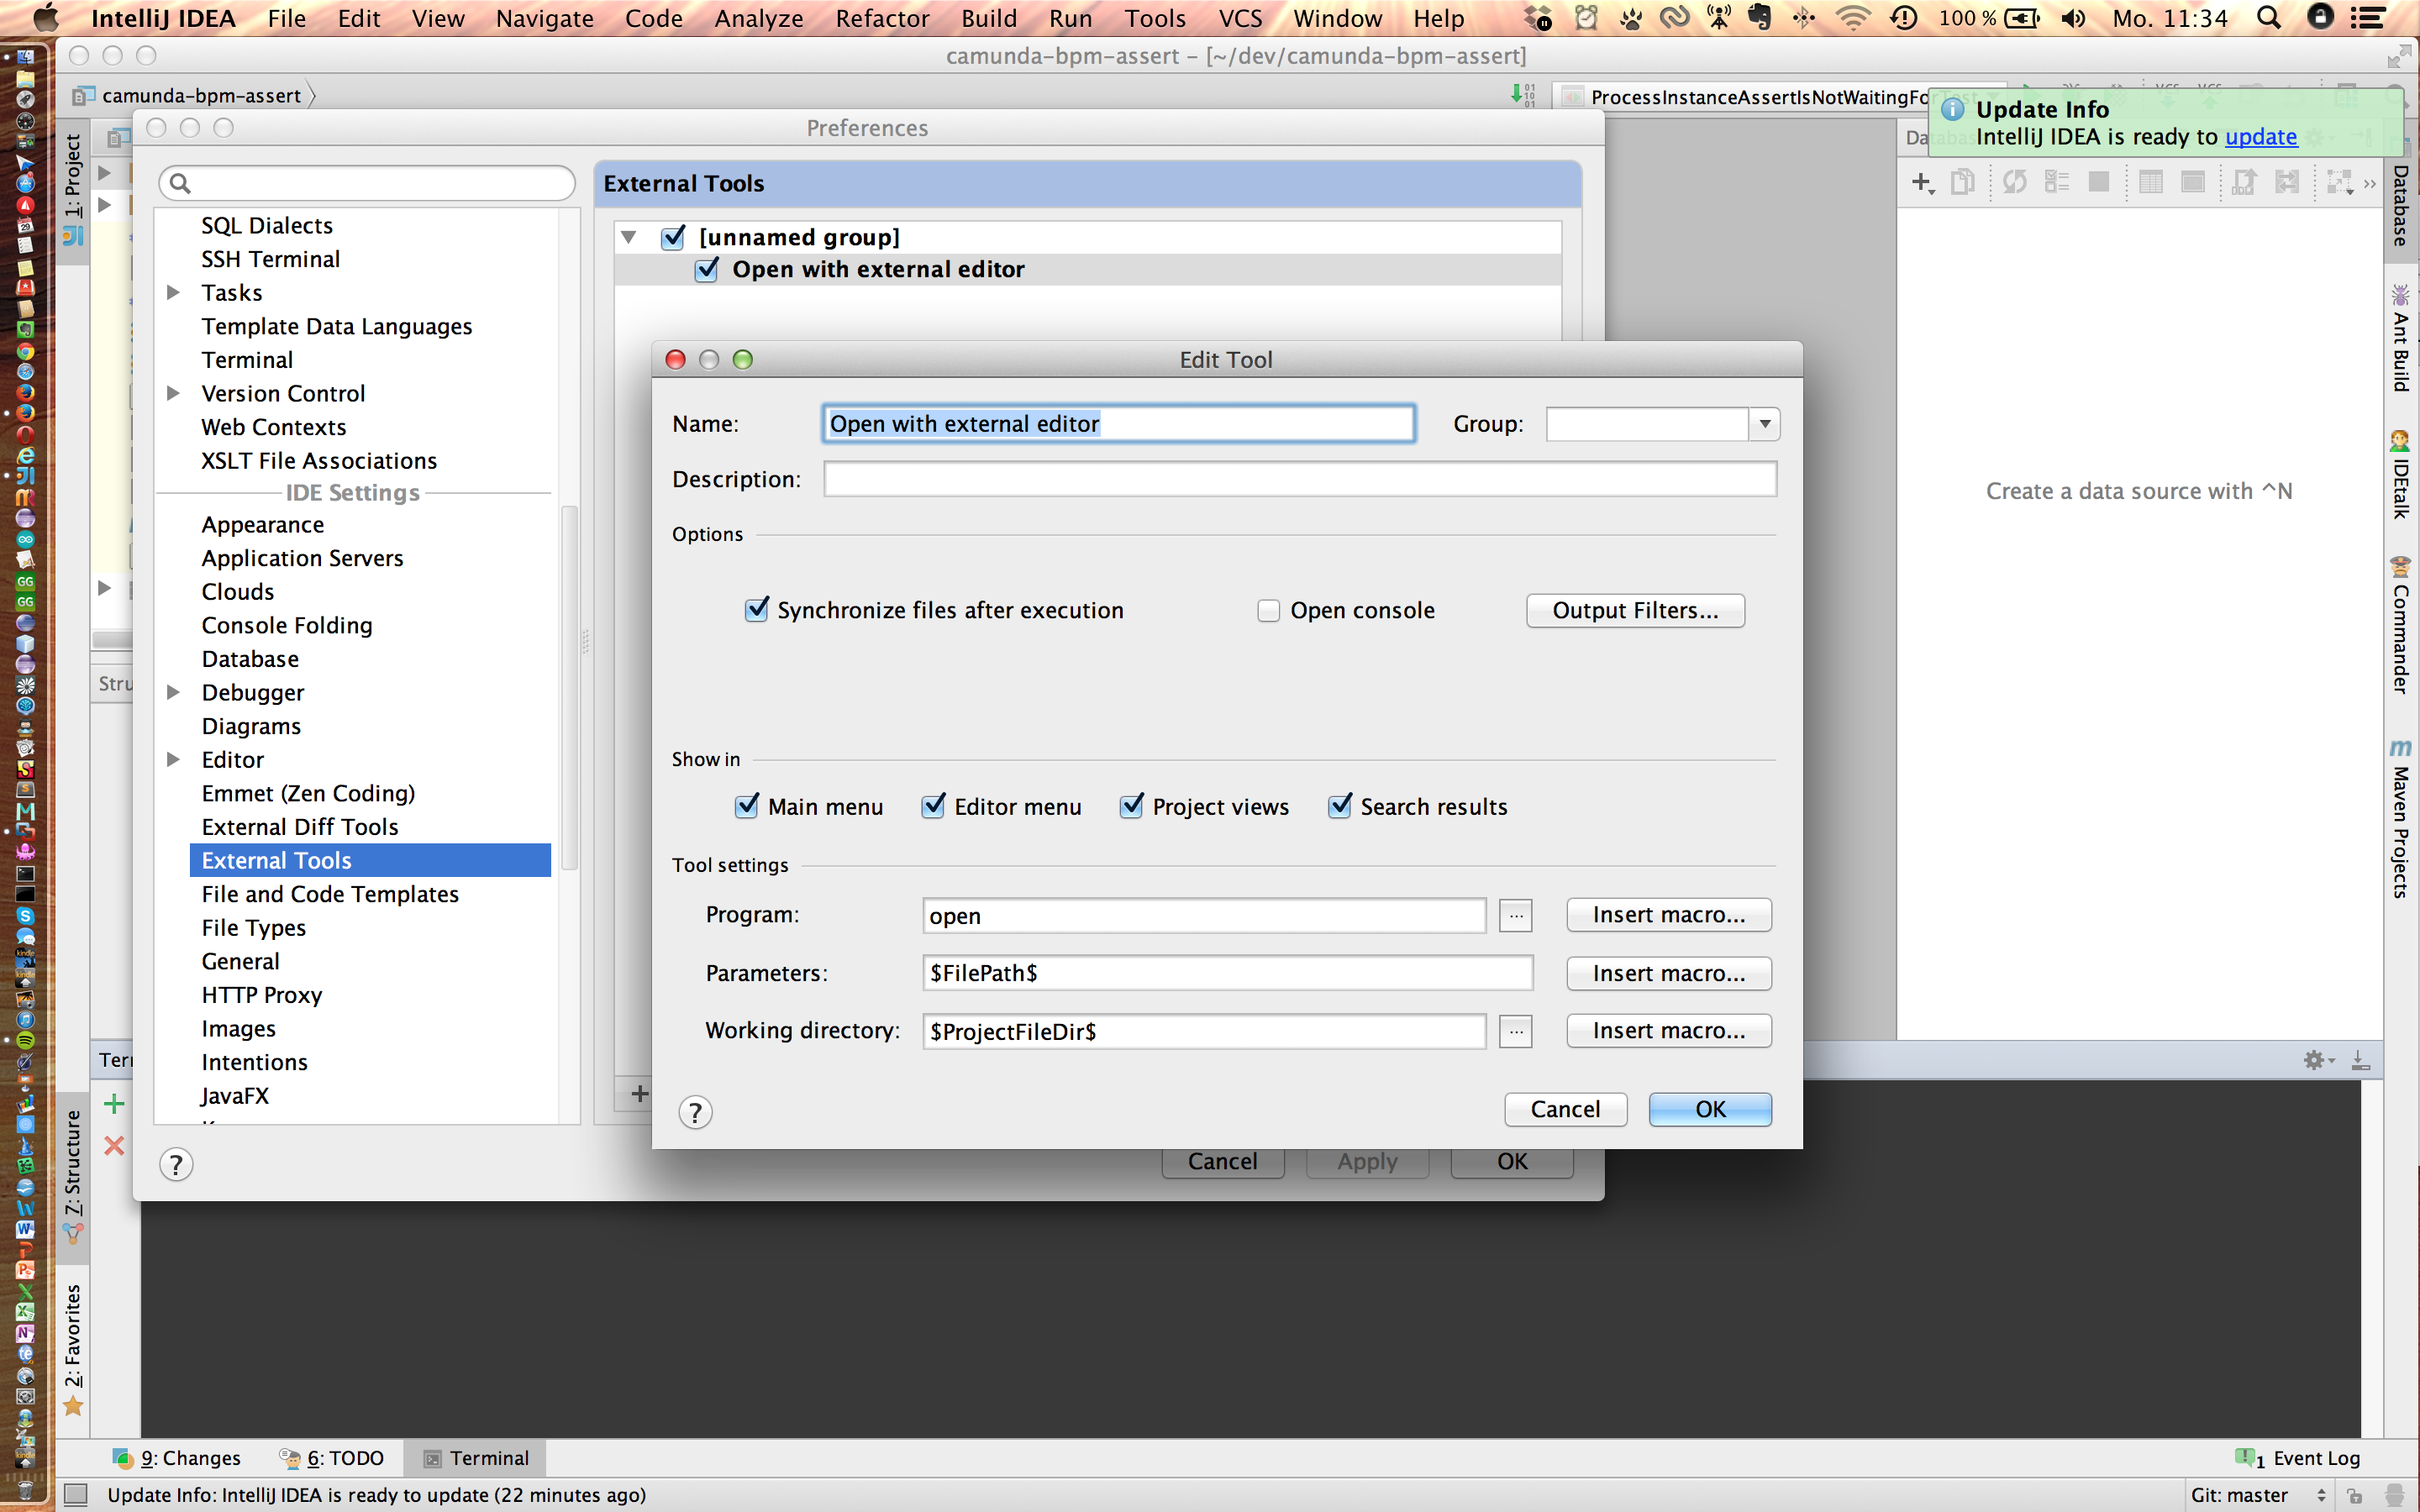 IntelliJ IDEA File Edit View Navigate Code Analyze Refactor Build Run Tools VCS Window Help 100 % Mo. 11:34
camunda-bpm-assert – [~/dev/camunda-bpm-assert]
camunda-bpm-assert
ProcessInstanceAssertIsNotWaitingForTest
Update Info
IntelliJ IDEA is ready to update
1: Project
7: Structure
2: Favorites
Preferences
SQL Dialects
SSH Terminal
Tasks
Template Data Languages
Terminal
Version Control
Web Contexts
XSLT File Associations
IDE Settings
Appearance
Application Servers
Clouds
Console Folding
Database
Debugger
Diagrams
Editor
Emmet (Zen Coding)
External Diff Tools
External Tools
File and Code Templates
File Types
General
HTTP Proxy
Images
Intentions
JavaFX
External Tools
[unnamed group]
Open with external editor
Edit Tool
Name: Open with external editor Group:
Description:
Options
Synchronize files after execution Open console Output Filters...
Show in
Main menu Editor menu Project views Search results
Tool settings
Program: open ... Insert macro...
Parameters: $FilePath$ Insert macro...
Working directory: $ProjectFileDir$ ... Insert macro...
? Cancel OK
? Cancel Apply OK
Create a data source with ^N
Database
Ant Build
IDEtalk
Commander
Maven Projects
Stru
Terr
9: Changes 6: TODO Terminal 1 Event Log
Update Info: IntelliJ IDEA is ready to update (22 minutes ago) Git: master